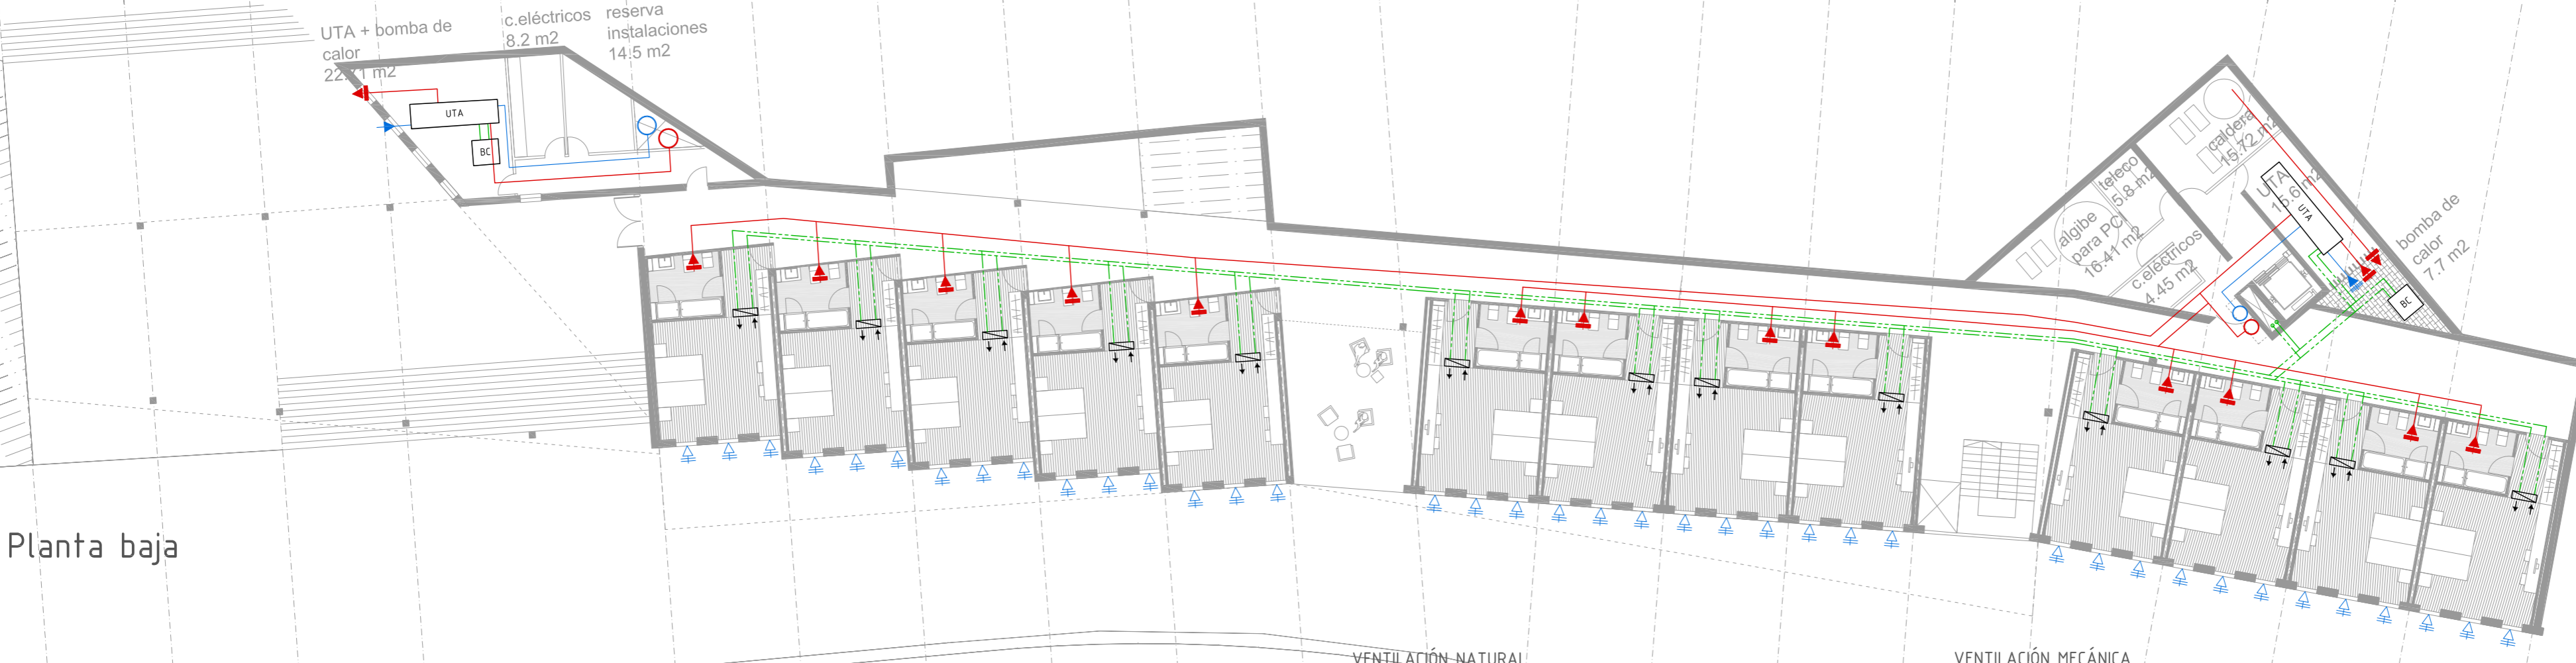 UTA + bomba de
calor
22.71 m2
c.eléctricos
8.2 m2
reserva
instalaciones
14.5 m2
UTA
BC
caldera
15.72 m2
teleco
5.8 m2
UTA
15.6 m2
UTA
algibe
para PCI
16.41 m2
c.eléctricos
4.45 m2
bomba de
calor
7.7 m2
BC
Planta baja
VENTILACIÓN NATURAL
VENTILACIÓN MECÁNICA